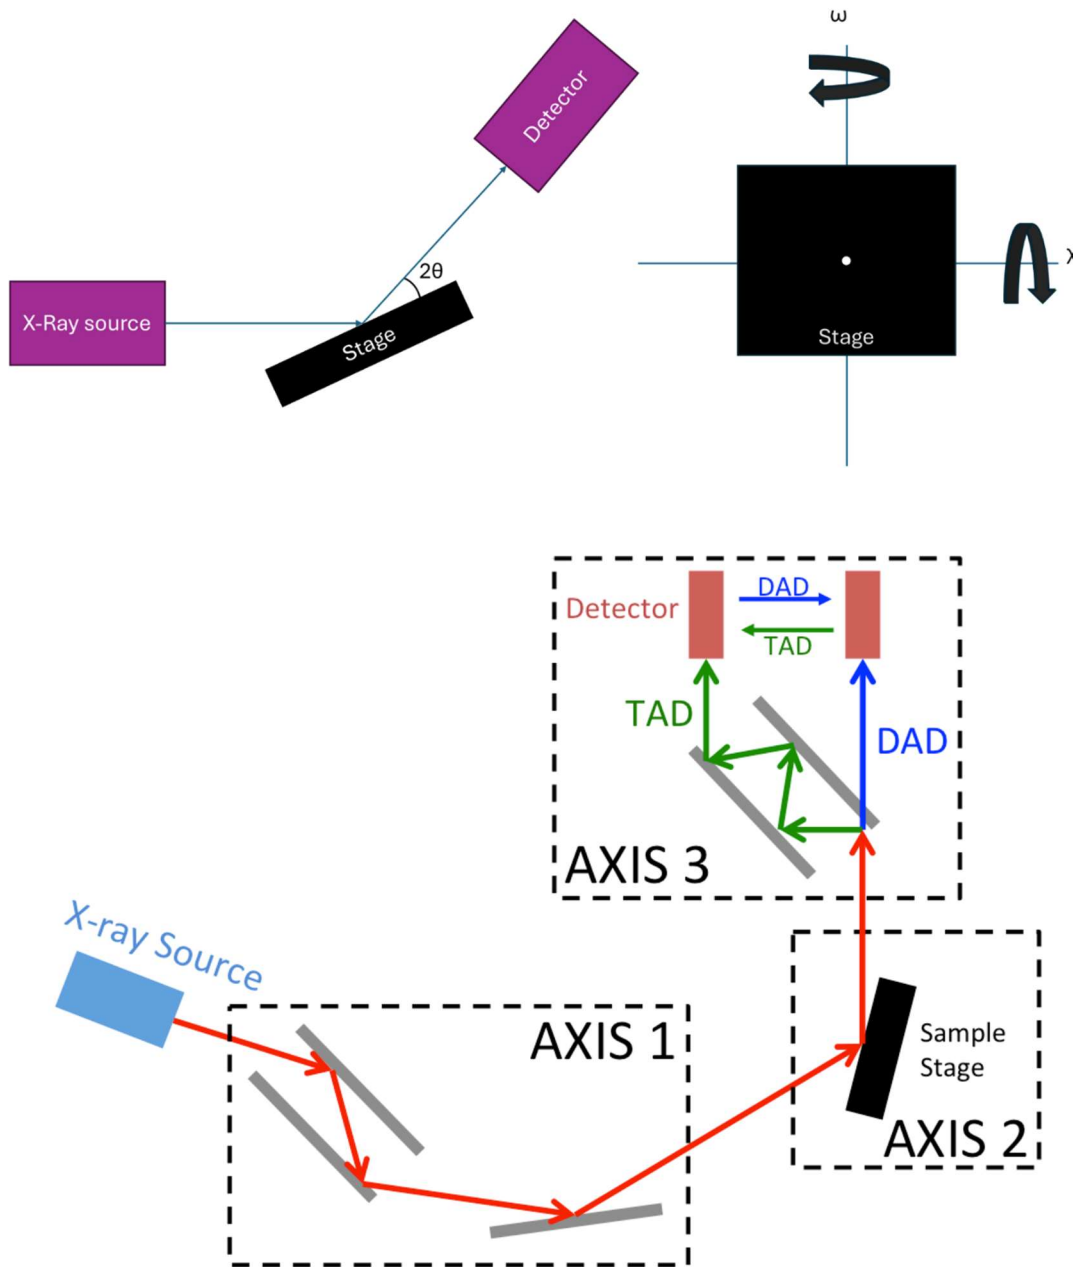 ω
Detector
2θ
X-Ray source
Stage
χ
Stage
Detector
DAD
TAD
TAD
DAD
AXIS 3
X-ray Source
AXIS 1
Sample
Stage
AXIS 2